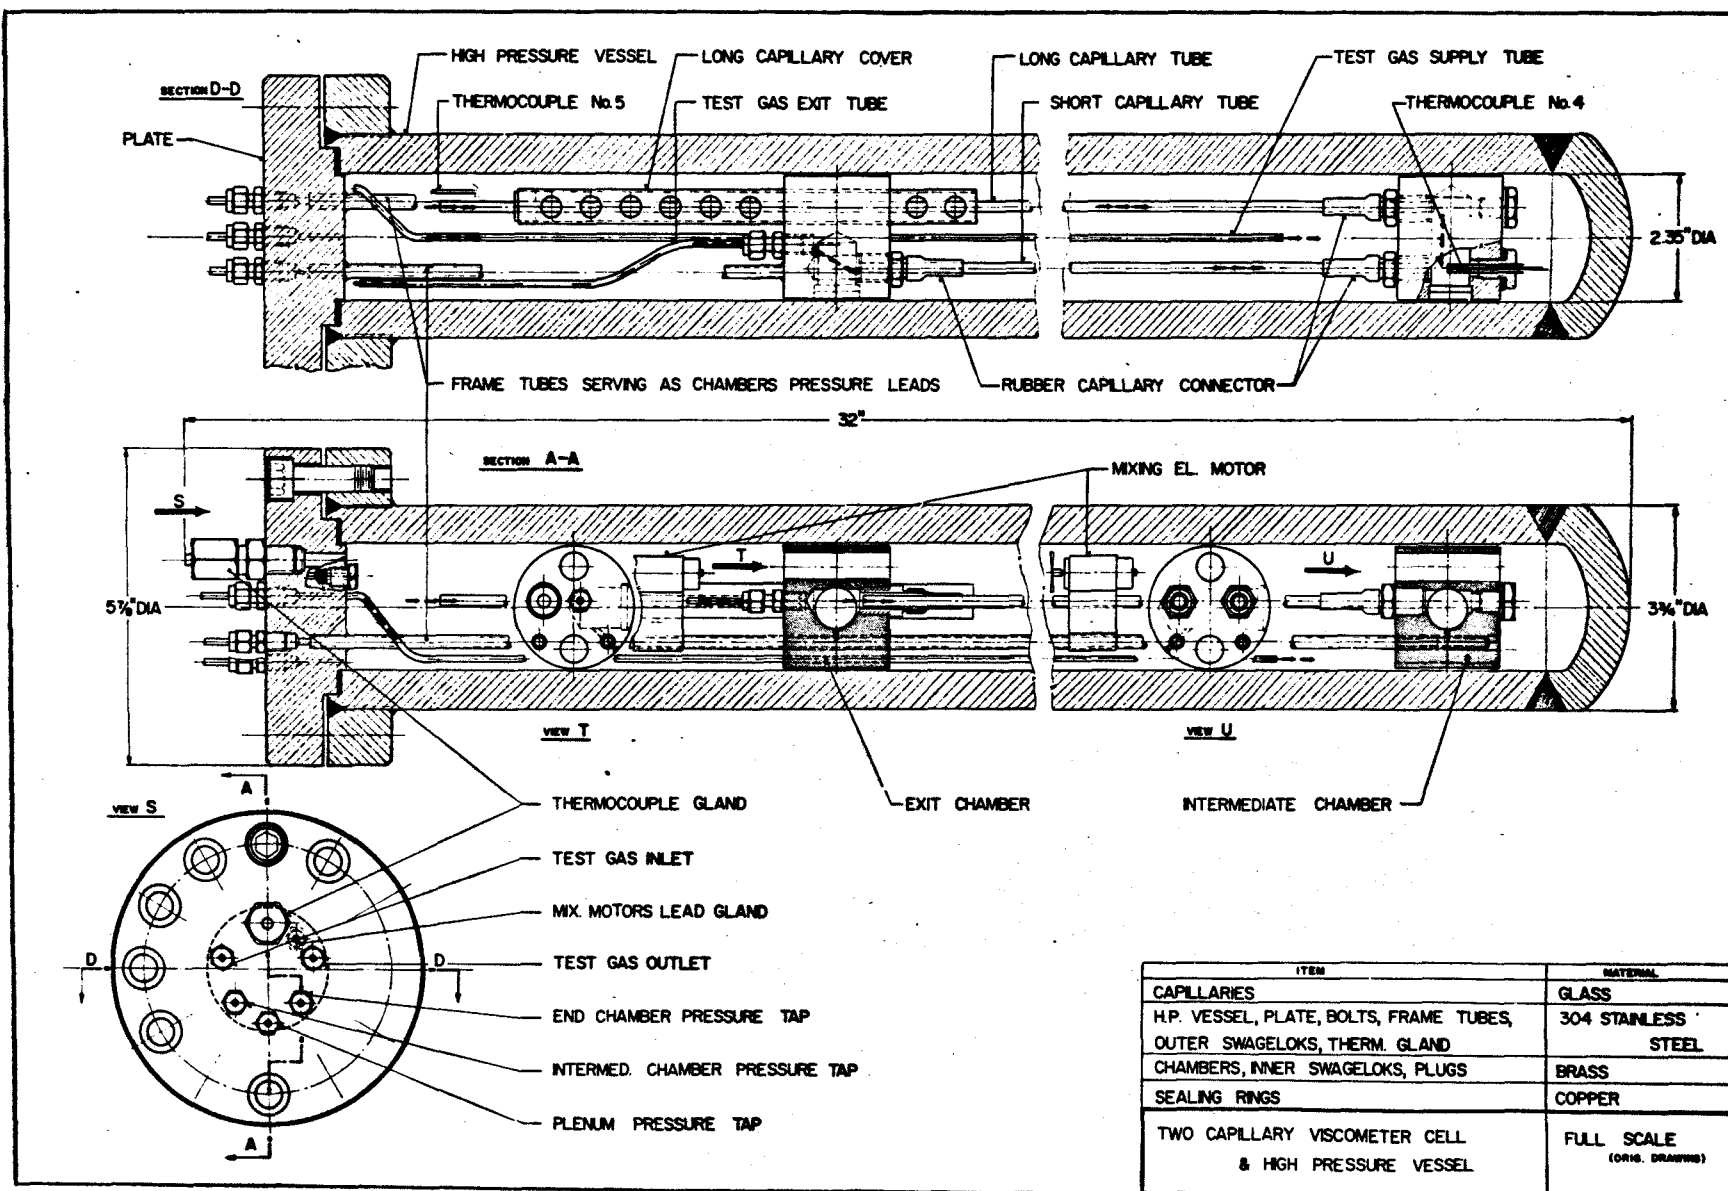 HIGH PRESSURE VESSEL
LONG CAPILLARY COVER
LONG CAPILLARY TUBE
TEST GAS SUPPLY TUBE
SECTION D-D
THERMOCOUPLE No.5
TEST GAS EXIT TUBE
SHORT CAPILLARY TUBE
THERMOCOUPLE No.4
PLATE
2.35" DIA
FRAME TUBES SERVING AS CHAMBERS PRESSURE LEADS
RUBBER CAPILLARY CONNECTOR
32"
SECTION A-A
MIXING EL. MOTOR
S
T
U
5⅞" DIA
DIA
VIEW T
VIEW U
A
VIEW S
THERMOCOUPLE GLAND
EXIT CHAMBER
INTERMEDIATE CHAMBER
TEST GAS INLET
MIX. MOTORS LEAD GLAND
D
D
TEST GAS OUTLET
END CHAMBER PRESSURE TAP
INTERMED. CHAMBER PRESSURE TAP
PLENUM PRESSURE TAP
A
ITEM MATERIAL
CAPILLARIES GLASS
H.P. VESSEL, PLATE, BOLTS, FRAME TUBES, 304 STAINLESS
OUTER SWAGELOKS, THERM. GLAND STEEL
CHAMBERS, INNER SWAGELOKS, PLUGS BRASS
SEALING RINGS COPPER
TWO CAPILLARY VISCOMETER CELL FULL SCALE
& HIGH PRESSURE VESSEL (ORIG. DRAWING)